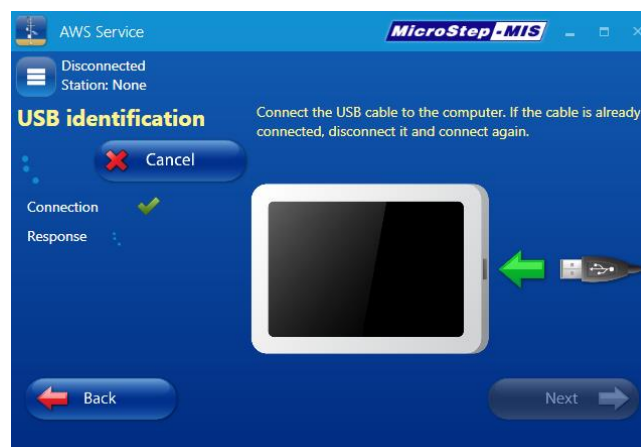 AWS Service
MicroStep-MIS
Disconnected
Station: None
USB identification
Connect the USB cable to the computer. If the cable is already
connected, disconnect it and connect again.
Cancel
Connection
Response
Back
Next